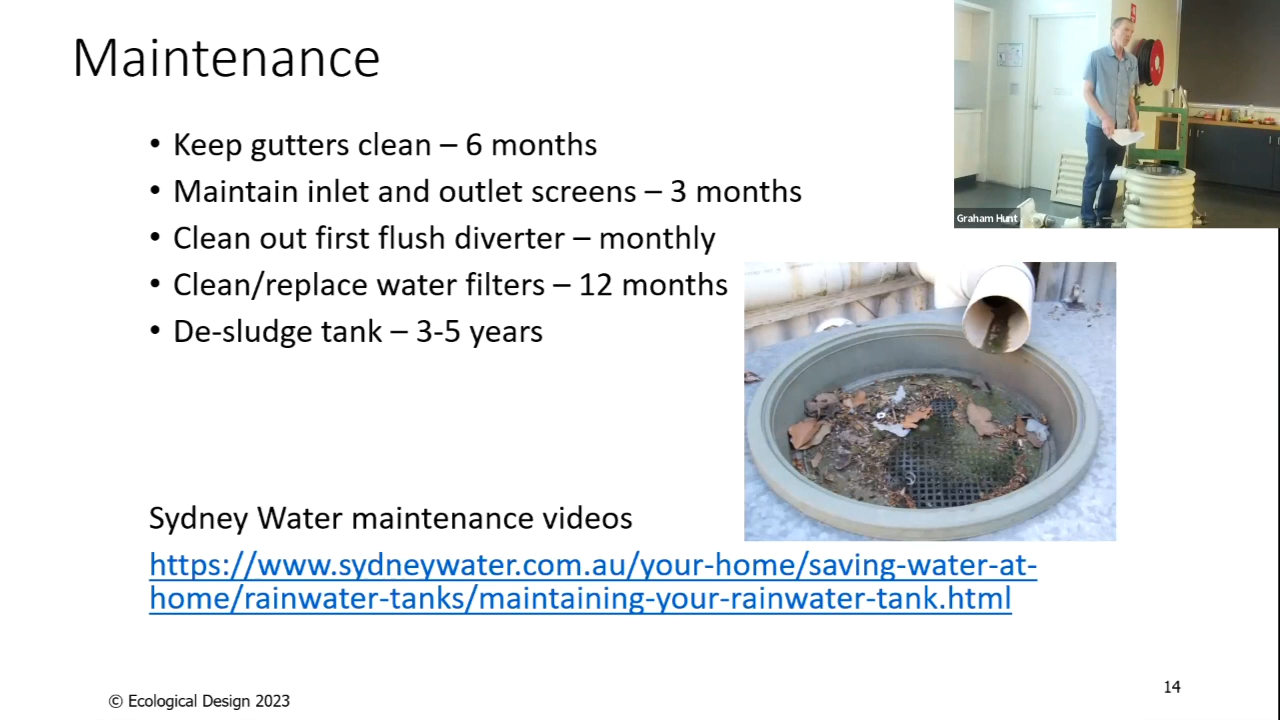 Maintenance
• Keep gutters clean – 6 months
• Maintain inlet and outlet screens – 3 months
• Clean out first flush diverter – monthly
• Clean/replace water filters – 12 months
• De-sludge tank – 3-5 years
Graham Hunt
Sydney Water maintenance videos
https://www.sydneywater.com.au/your-home/saving-water-at-
home/rainwater-tanks/maintaining-your-rainwater-tank.html
© Ecological Design 2023
14